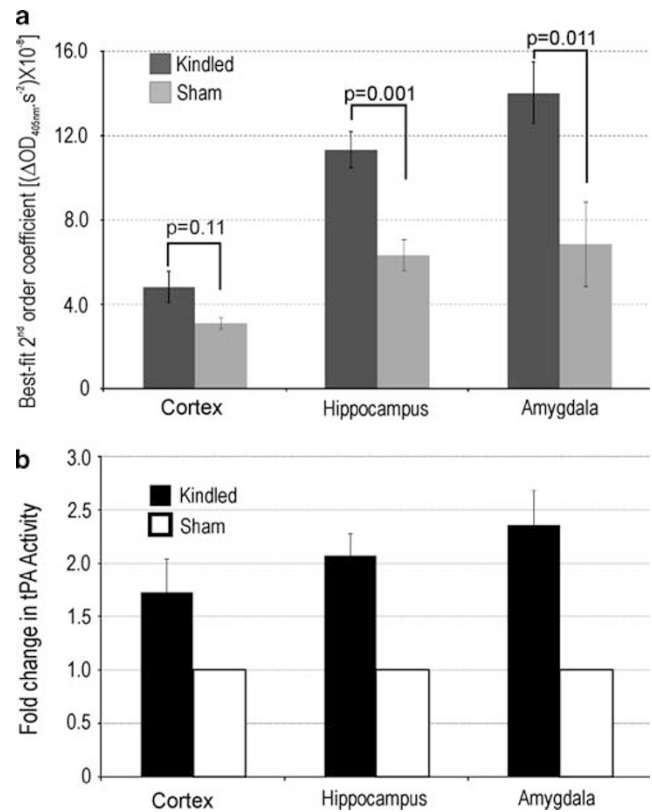 a
Best-fit 2nd order coefficient [(ΔOD405nm.s-2)X10-8]
16.0
12.0
8.0
4.0
0
Kindled
Sham
p=0.11
p=0.001
p=0.011
Cortex
Hippocampus
Amygdala
b
Fold change in tPA Activity
3.0
2.5
2.0
1.5
1.0
0.5
0
Kindled
Sham
Cortex
Hippocampus
Amygdala